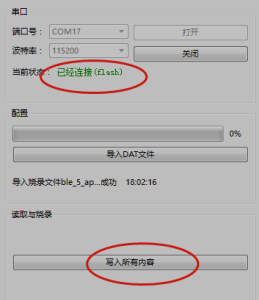 串口
端口号： COM17 打开
波特率： 115200 关闭
当前状态： 已经连接(flash)
配置
0%
导入DAT文件
导入烧录文件ble_5_ap...成功 18:02:16
读取与烧录
写入所有内容